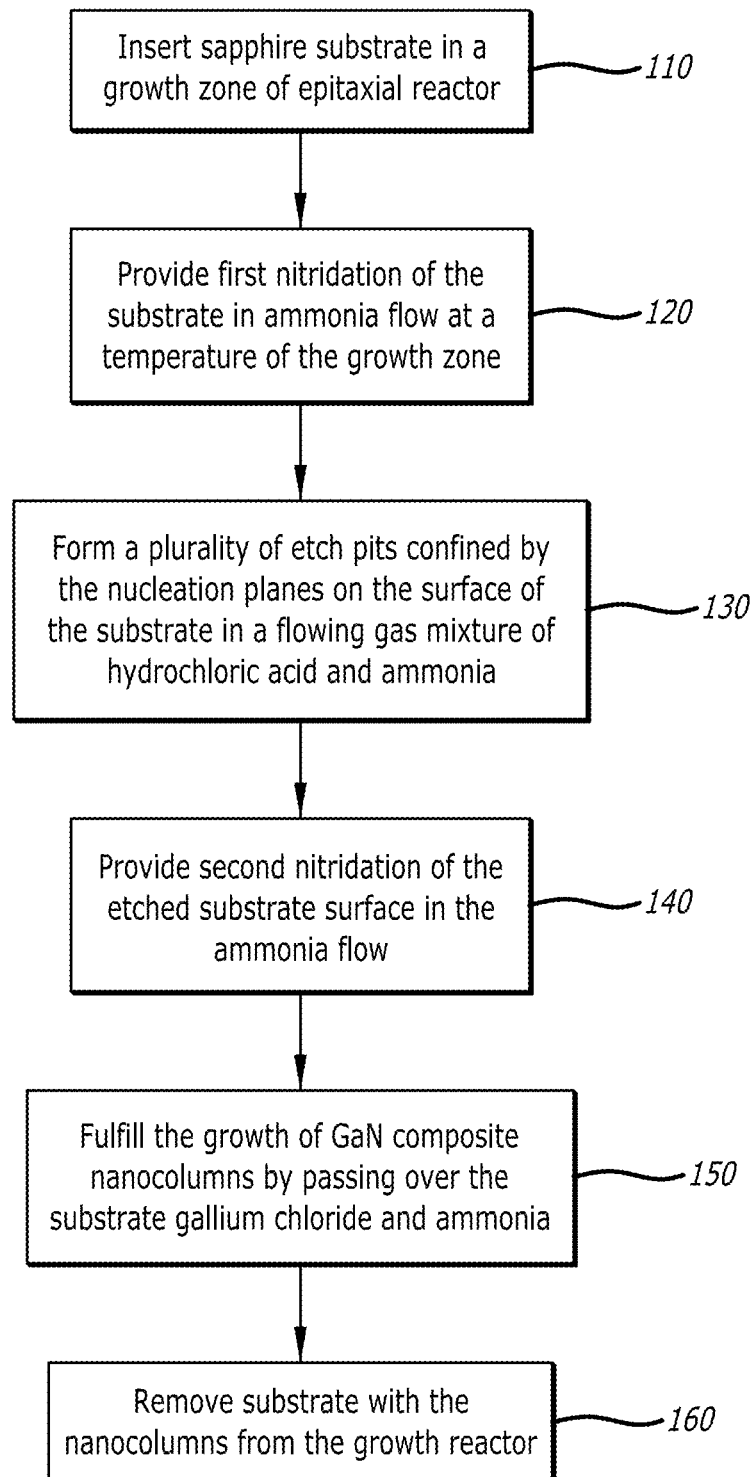 Insert sapphire substrate in a
growth zone of epitaxial reactor
110
Provide first nitridation of the
substrate in ammonia flow at a
temperature of the growth zone
120
Form a plurality of etch pits confined by
the nucleation planes on the surface of
the substrate in a flowing gas mixture of
hydrochloric acid and ammonia
130
Provide second nitridation of the
etched substrate surface in the
ammonia flow
140
Fulfill the growth of GaN composite
nanocolumns by passing over the
substrate gallium chloride and ammonia
150
Remove substrate with the
nanocolumns from the growth reactor
160